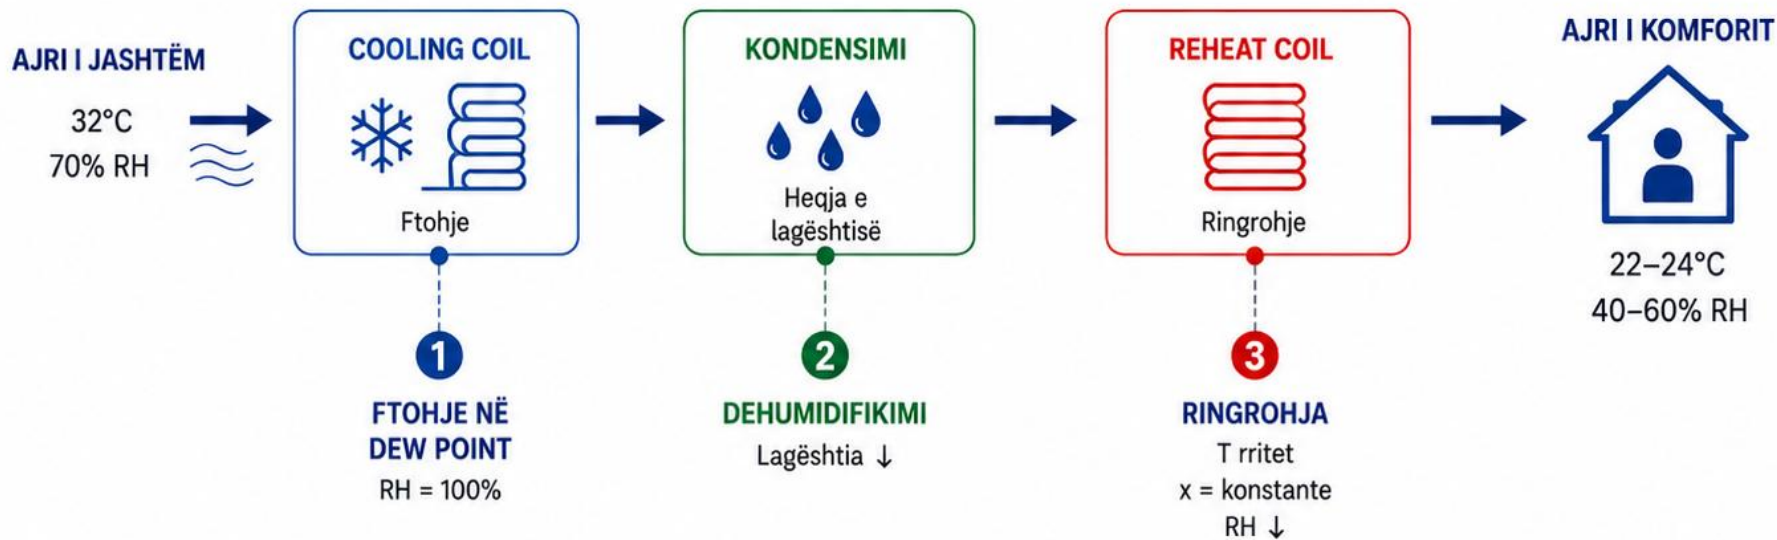 AJRI I JASHTËM
32°C
70% RH
COOLING COIL
Ftohje
1
FTOHJE NË
DEW POINT
RH = 100%
KONDENSIMI
Heqja e
lagështisë
2
DEHUMIDIFIKIMI
Lagështia ↓
REHEAT COIL
Ringrohje
3
RINGROHJA
T rritet
x = konstante
RH ↓
AJRI I KOMFORIT
22–24°C
40–60% RH